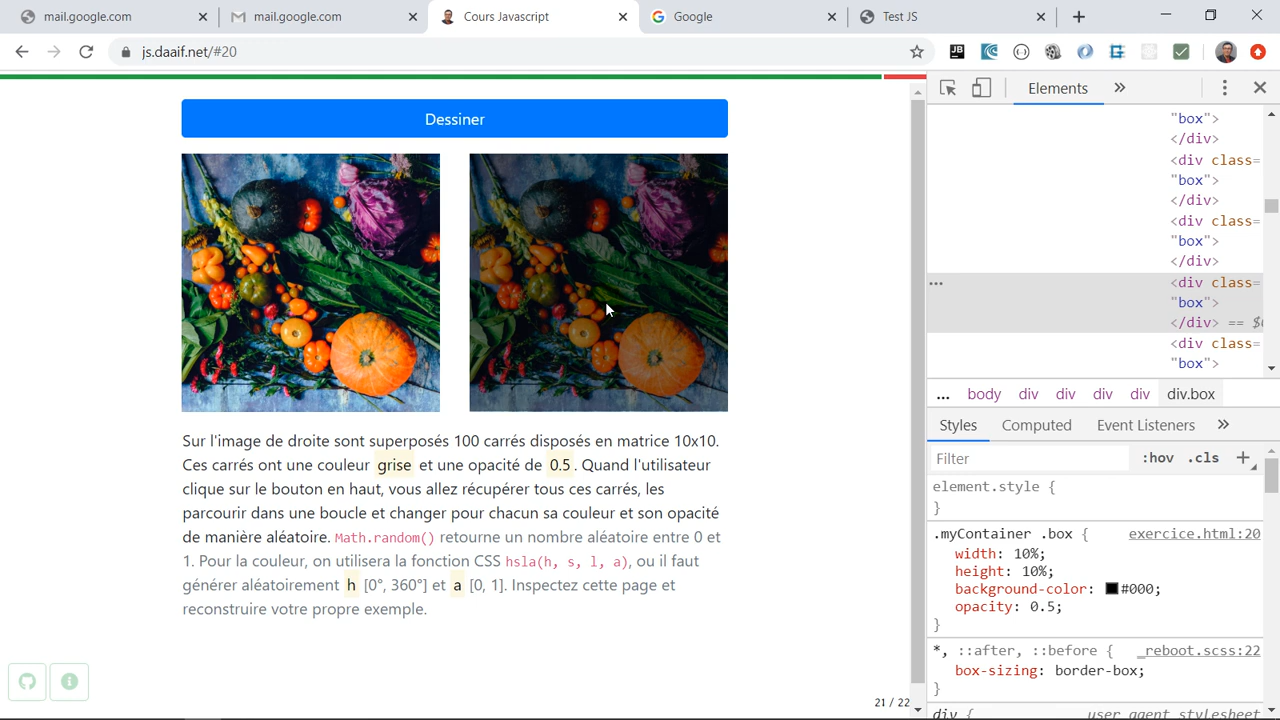 mail.google.com
mail.google.com
Cours Javascript
Google
Test JS
js.daaif.net/#20
Dessiner
Sur l'image de droite sont superposés 100 carrés disposés en matrice 10x10.
Ces carrés ont une couleur grise et une opacité de 0.5. Quand l'utilisateur
clique sur le bouton en haut, vous allez récupérer tous ces carrés, les
parcourir dans une boucle et changer pour chacun sa couleur et son opacité
de manière aléatoire. Math.random() retourne un nombre aléatoire entre 0 et
1. Pour la couleur, on utilisera la fonction CSS hsla(h, s, l, a), ou il faut
générer aléatoirement h [0°, 360°] et a [0, 1]. Inspectez cette page et
reconstruire votre propre exemple.
21 / 22
Elements
"box">
</div>
<div class=
"box">
</div>
<div class=
"box">
</div>
<div class=
"box">
</div> ==
<div class=
"box">
... body div div div div div.box
Styles Computed Event Listeners
Filter :hov .cls
element.style {
}
.myContainer .box { exercice.html:20
width: 10%;
height: 10%;
background-color: #000;
opacity: 0.5;
}
*, ::after, ::before { _reboot.scss:22
box-sizing: border-box;
}
div { user agent stylesheet